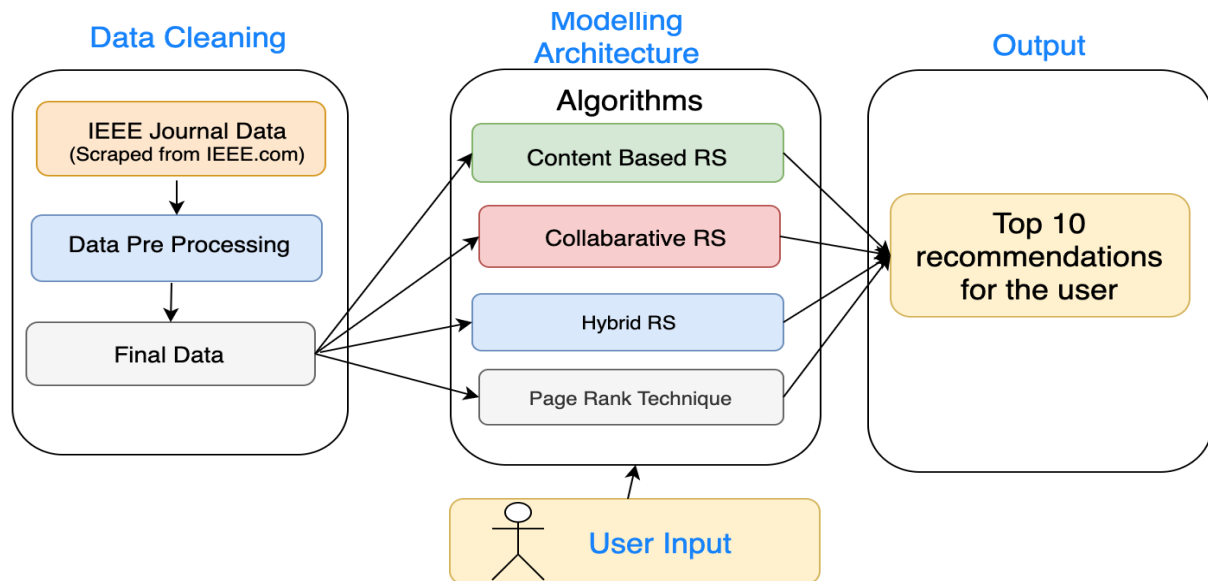 Data Cleaning
IEEE Journal Data
(Scraped from IEEE.com)
Data Pre Processing
Final Data
Modelling
Architecture
Algorithms
Content Based RS
Collabarative RS
Hybrid RS
Page Rank Technique
User Input
Output
Top 10
recommendations
for the user